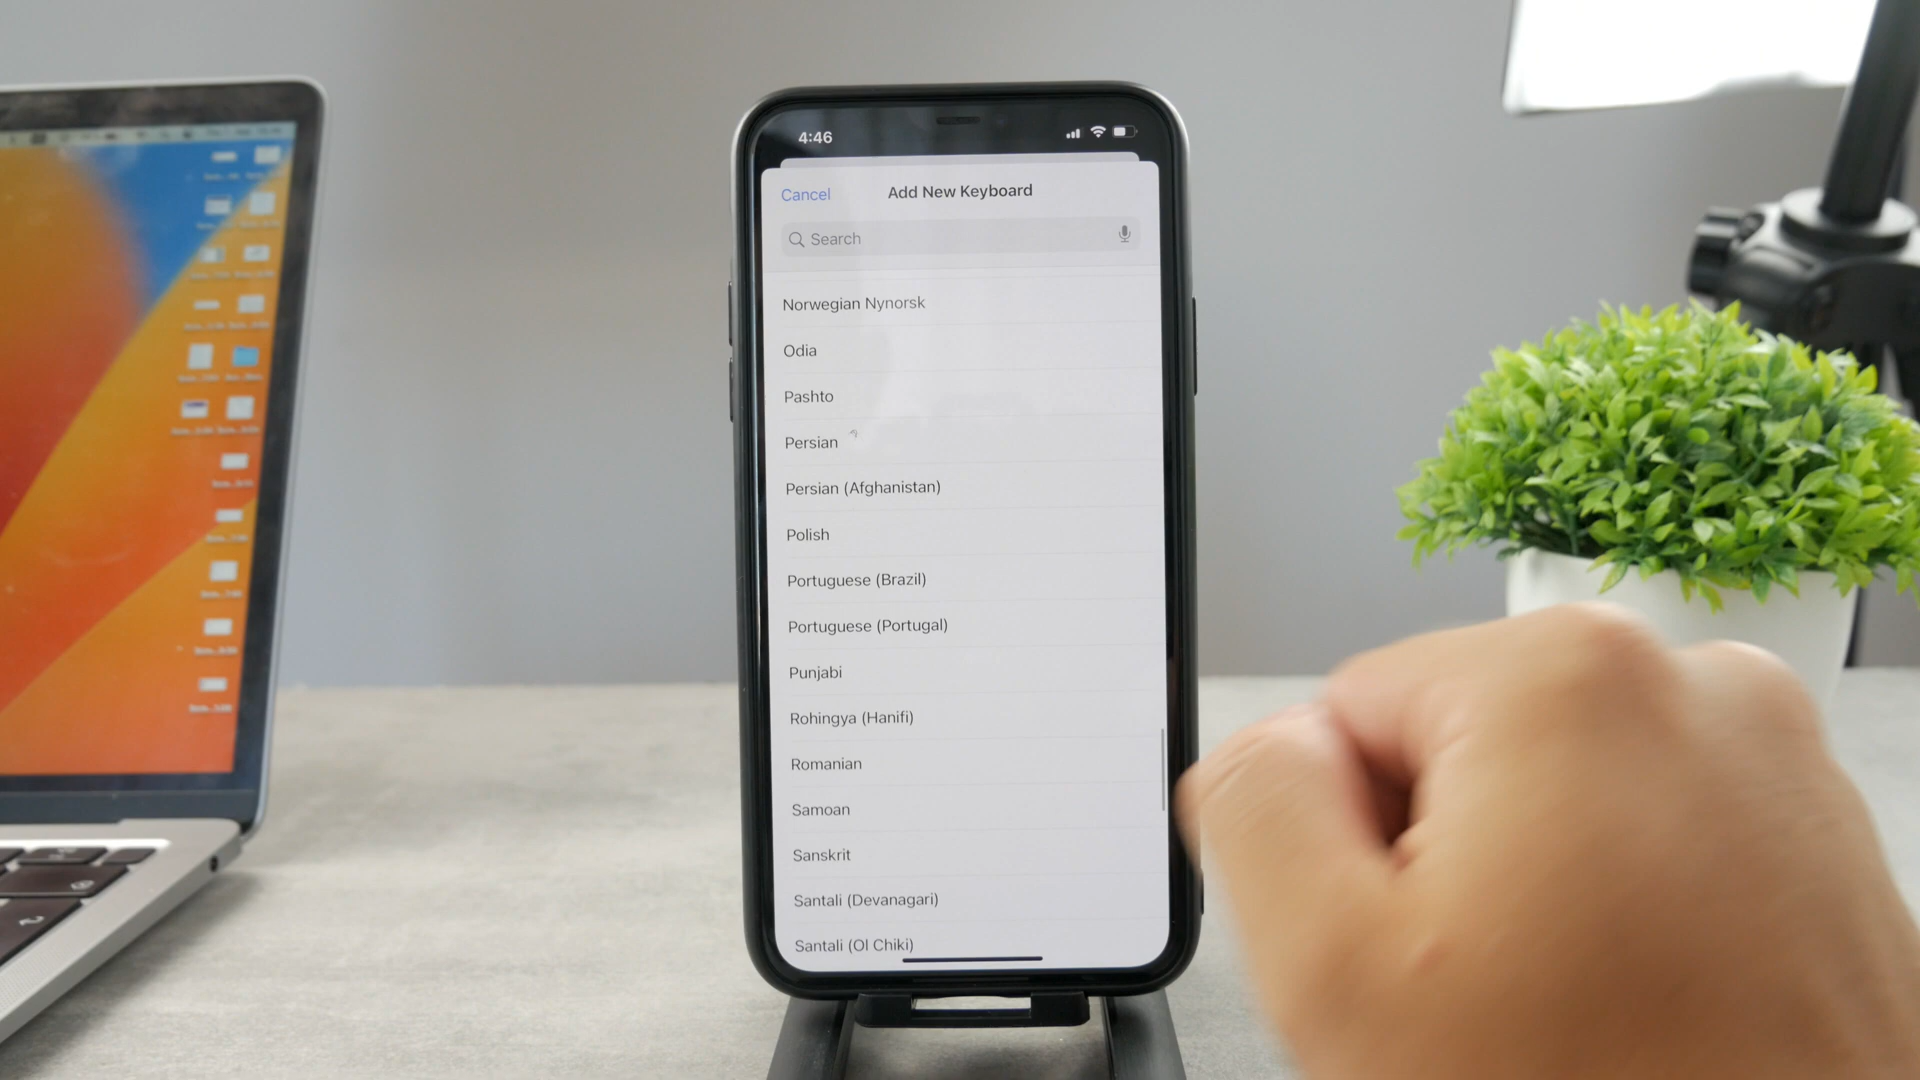 4:46
Cancel
Add New Keyboard
Search
Norwegian Nynorsk
Odia
Pashto
Persian
Persian (Afghanistan)
Polish
Portuguese (Brazil)
Portuguese (Portugal)
Punjabi
Rohingya (Hanifi)
Romanian
Samoan
Sanskrit
Santali (Devanagari)
Santali (Ol Chiki)